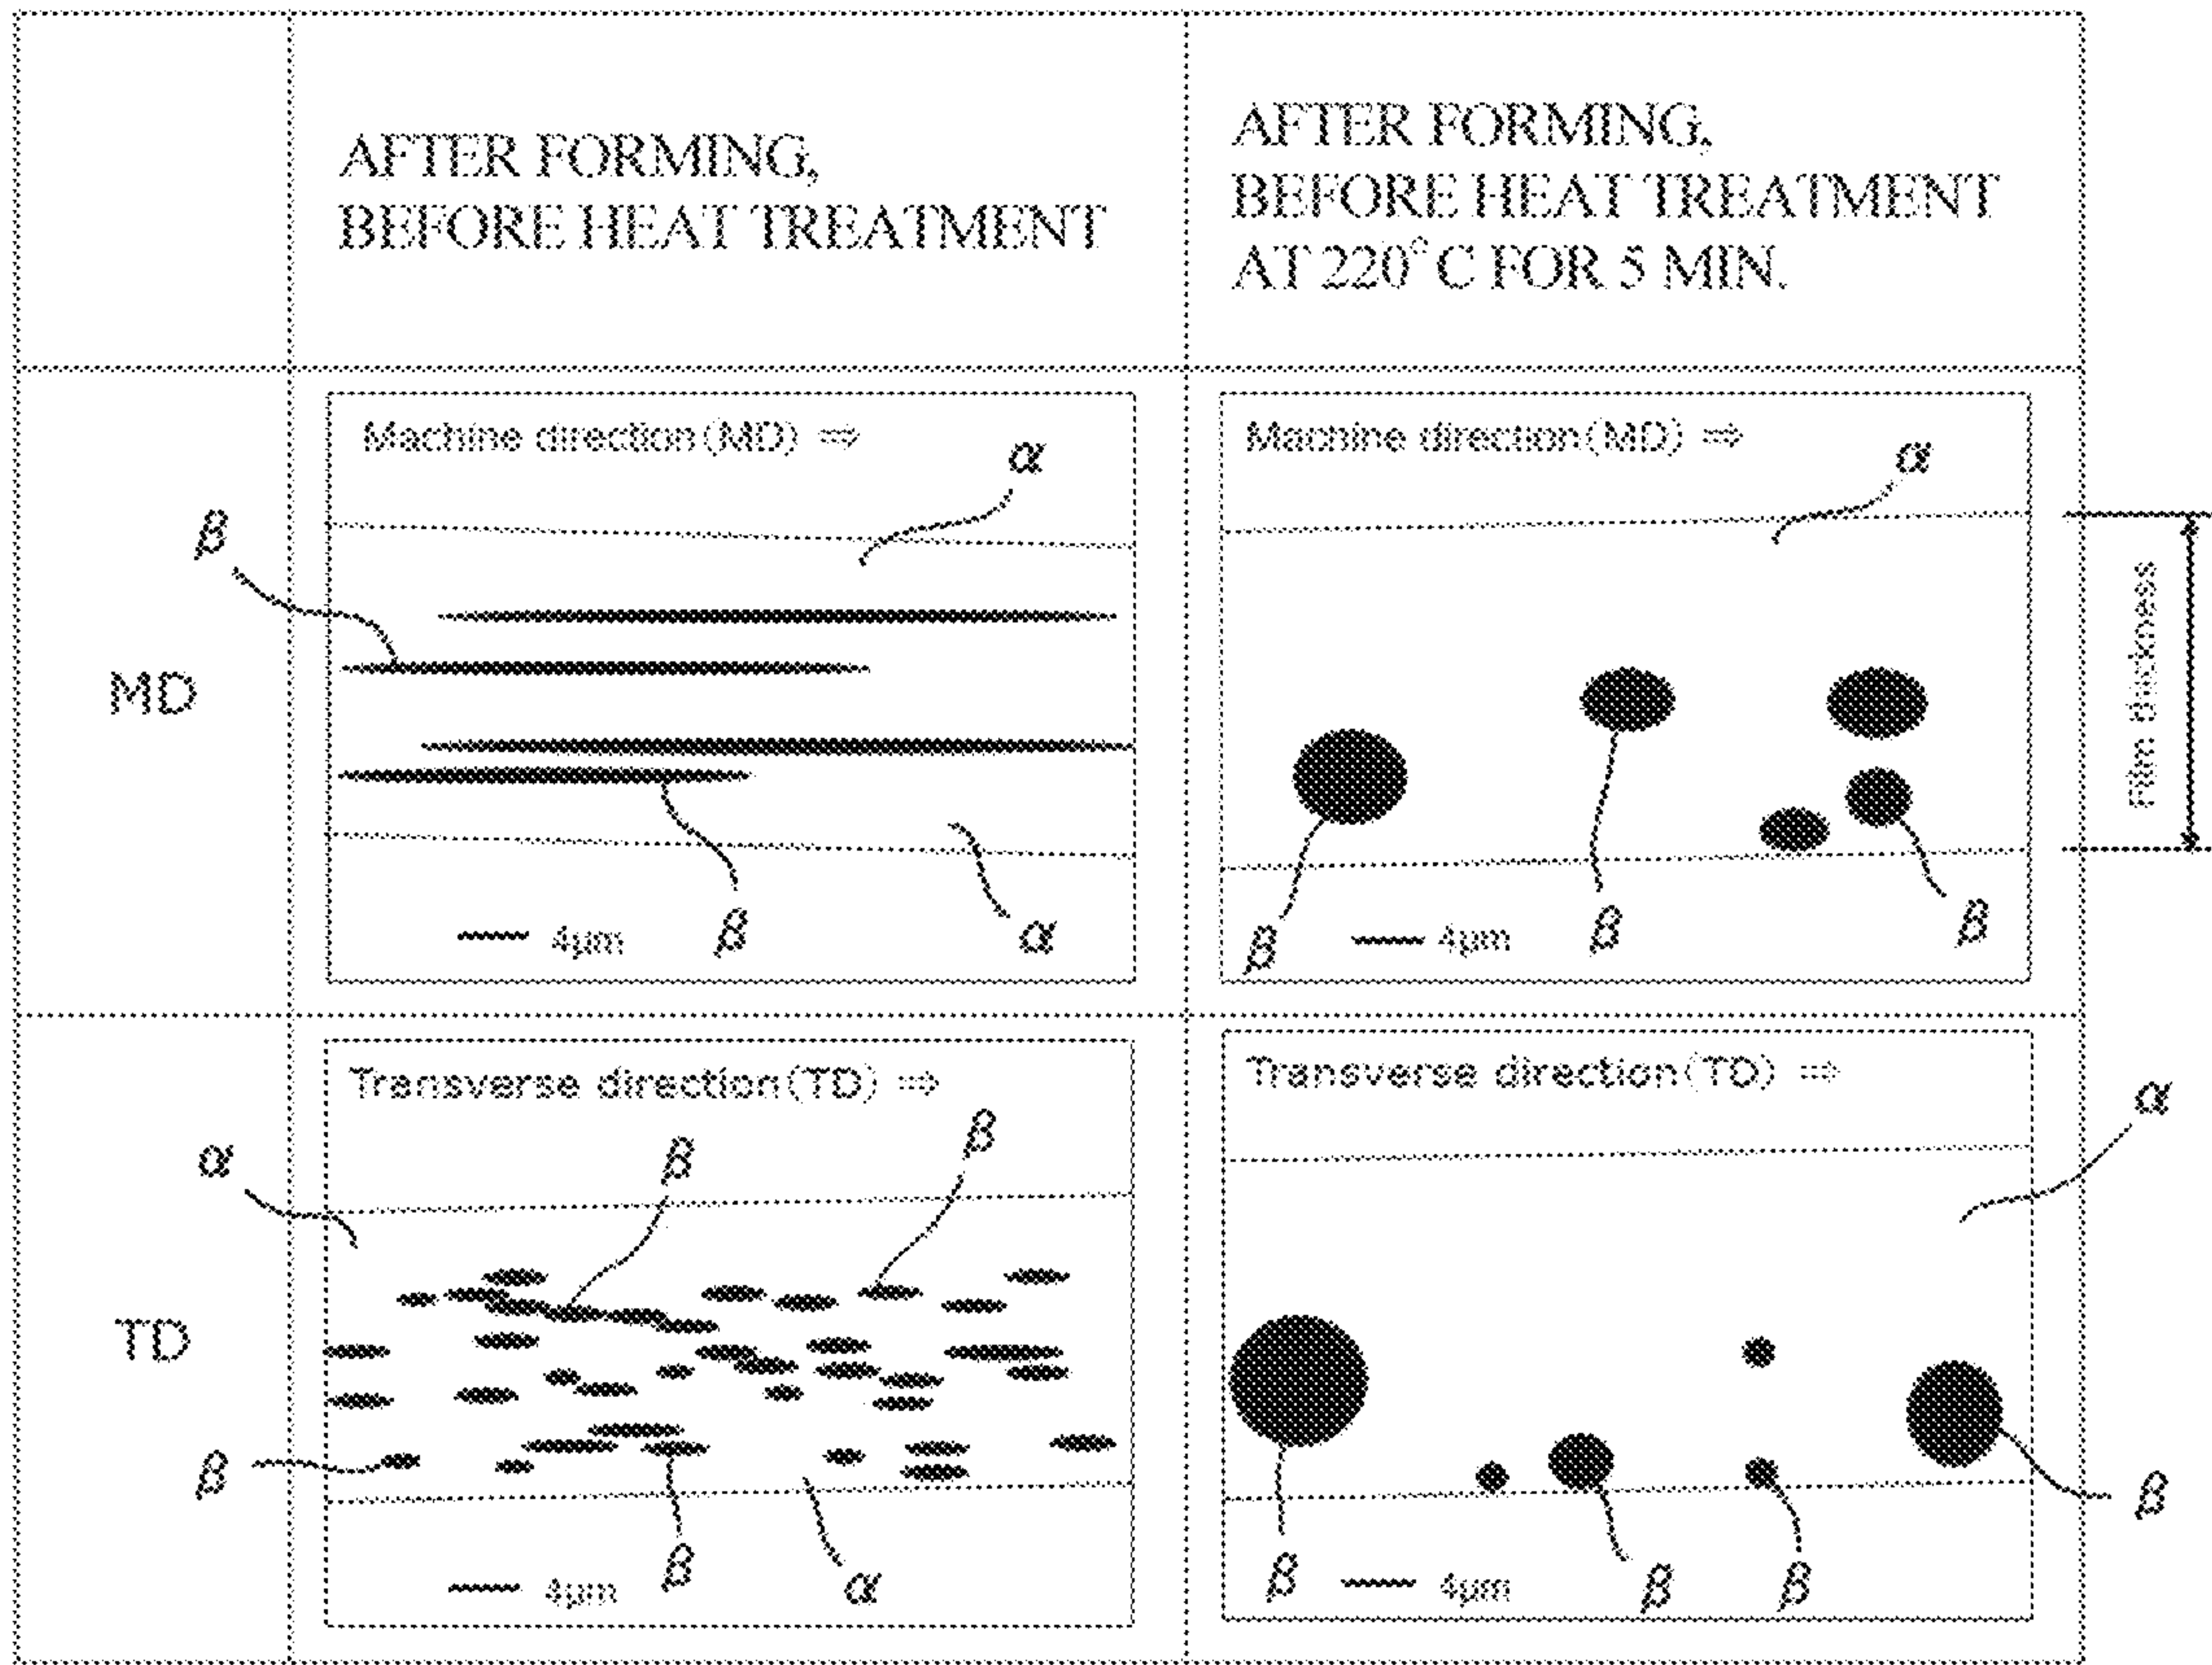 AFTER FORMING,
BEFORE HEAT TREATMENT
AFTER FORMING,
BEFORE HEAT TREATMENT
AT 220°C FOR 5 MIN.
MD
Machine direction(MD) ⇒
α
β
β
α
4μm
Machine direction(MD) ⇒
α
β
β
β
4μm
Film thickness
TD
Transverse direction(TD) ⇒
β
β
α
β
β
α
4μm
Transverse direction(TD) ⇒
α
β
β
β
β
4μm